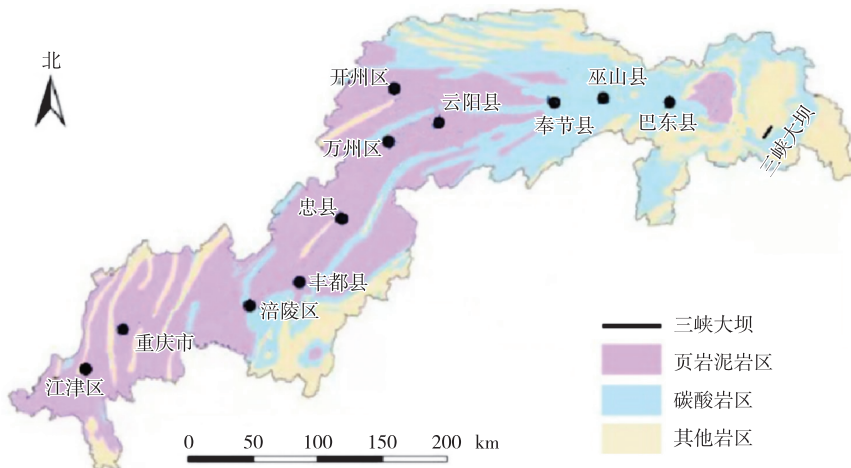 北
开州区
云阳县
巫山县
奉节县
巴东县
三峡大坝
万州区
忠县
丰都县
涪陵区
重庆市
江津区
三峡大坝
页岩泥岩区
碳酸岩区
其他岩区
0 50 100 150 200 km